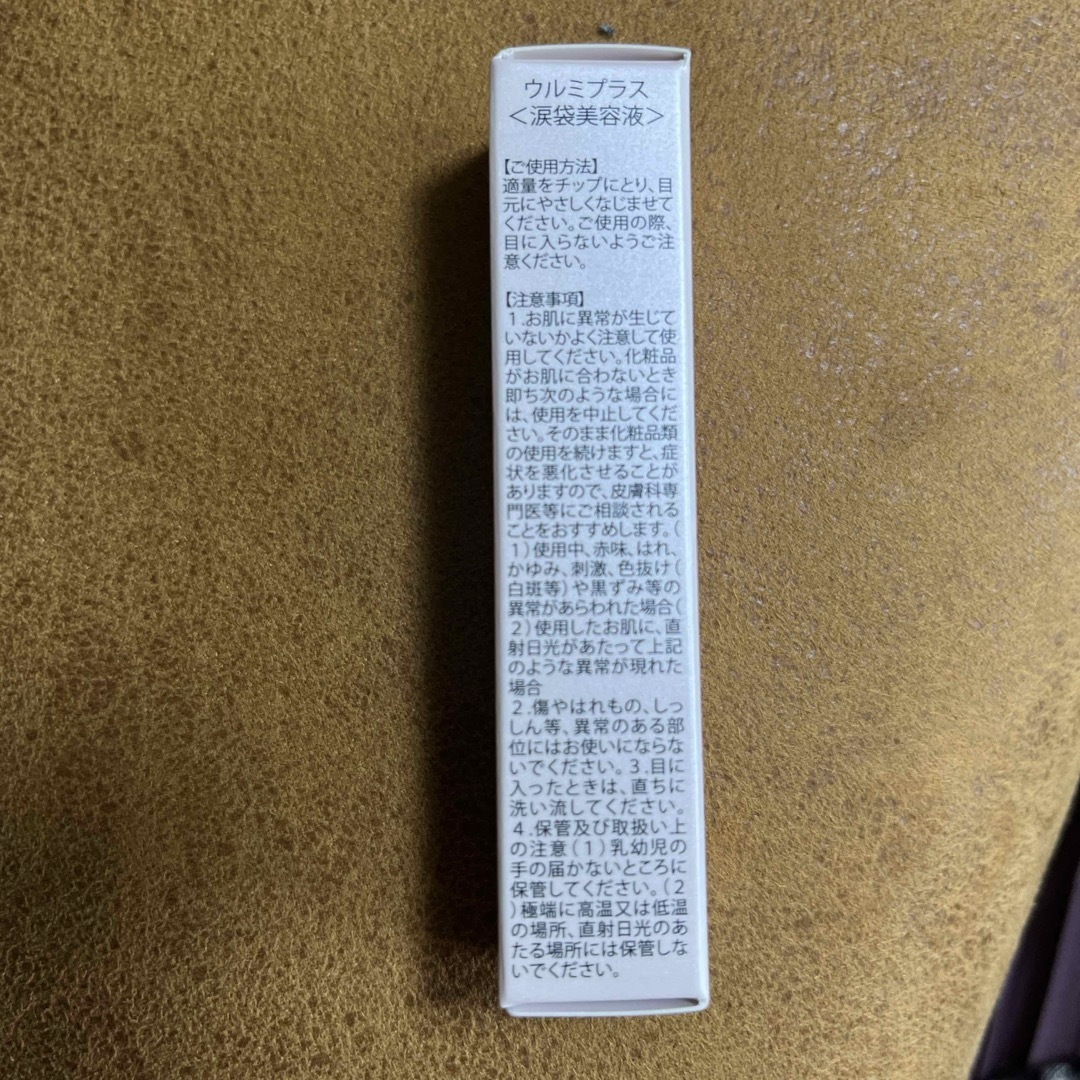 ウルミプラス
＜涙袋美容液＞
【ご使用方法】
適量をチップにとり、目
元にやさしくなじませて
ください。ご使用の際、
目に入らないようご注
意ください。
【注意事項】
１.お肌に異常が生じて
いないかよく注意して使
用してください。化粧品
がお肌に合わないとき
即ち次のような場合に
は、使用を中止してくだ
さい。そのまま化粧品類
の使用を続けますと、症
状を悪化させることが
ありますので、皮膚科専
門医等にご相談される
ことをおすすめします。（
１）使用中、赤味、はれ、
かゆみ、刺激、色抜け（
白斑等）や黒ずみ等の
異常があらわれた場合（
２）使用したお肌に、直
射日光があたって上記
のような異常が現れた
場合
２.傷やはれもの、しっ
しん等、異常のある部
位にはお使いにならな
いでください。３.目に
入ったときは、直ちに
洗い流してください。
４.保管及び取扱い上
の注意（１）乳幼児の
手の届かないところに
保管してください。（２
）極端に高温又は低温
の場所、直射日光のあ
たる場所には保管しな
いでください。